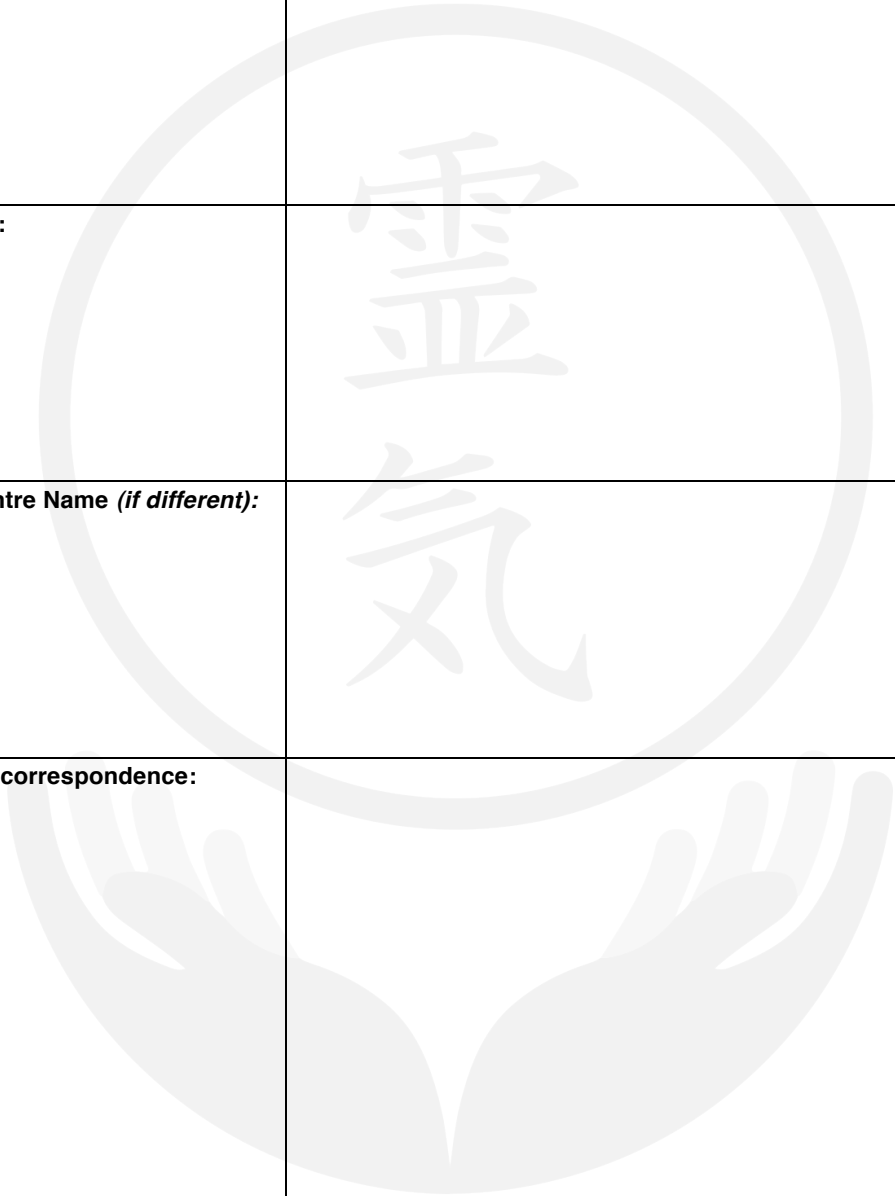 :
ntre Name (if different):
correspondence:
霊
気